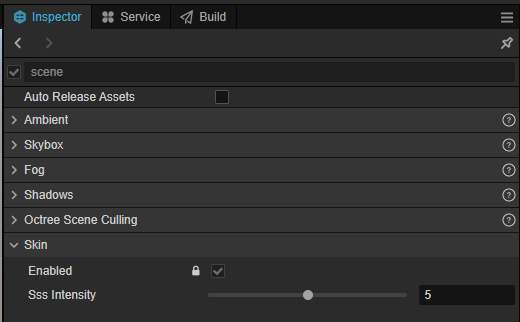 Inspector Service Build
scene
Auto Release Assets
Ambient
Skybox
Fog
Shadows
Octree Scene Culling
Skin
Enabled
Sss Intensity 5